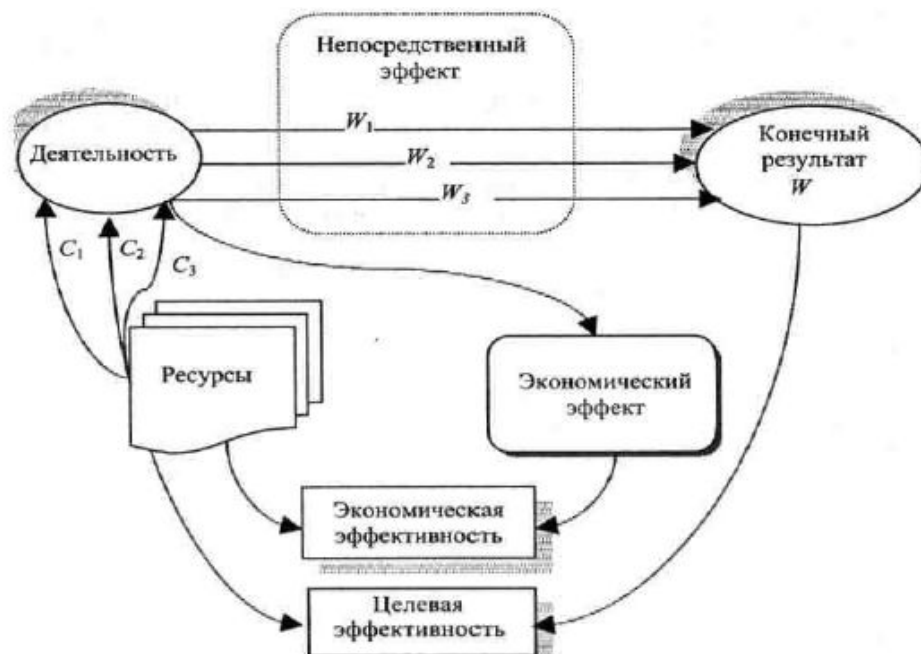 Непосредственный
эффект
W₁
Деятельность
W₂
W₃
Конечный
результат
W
C₁
C₂
C₃
Ресурсы
Экономический
эффект
Экономическая
эффективность
Целевая
эффективность